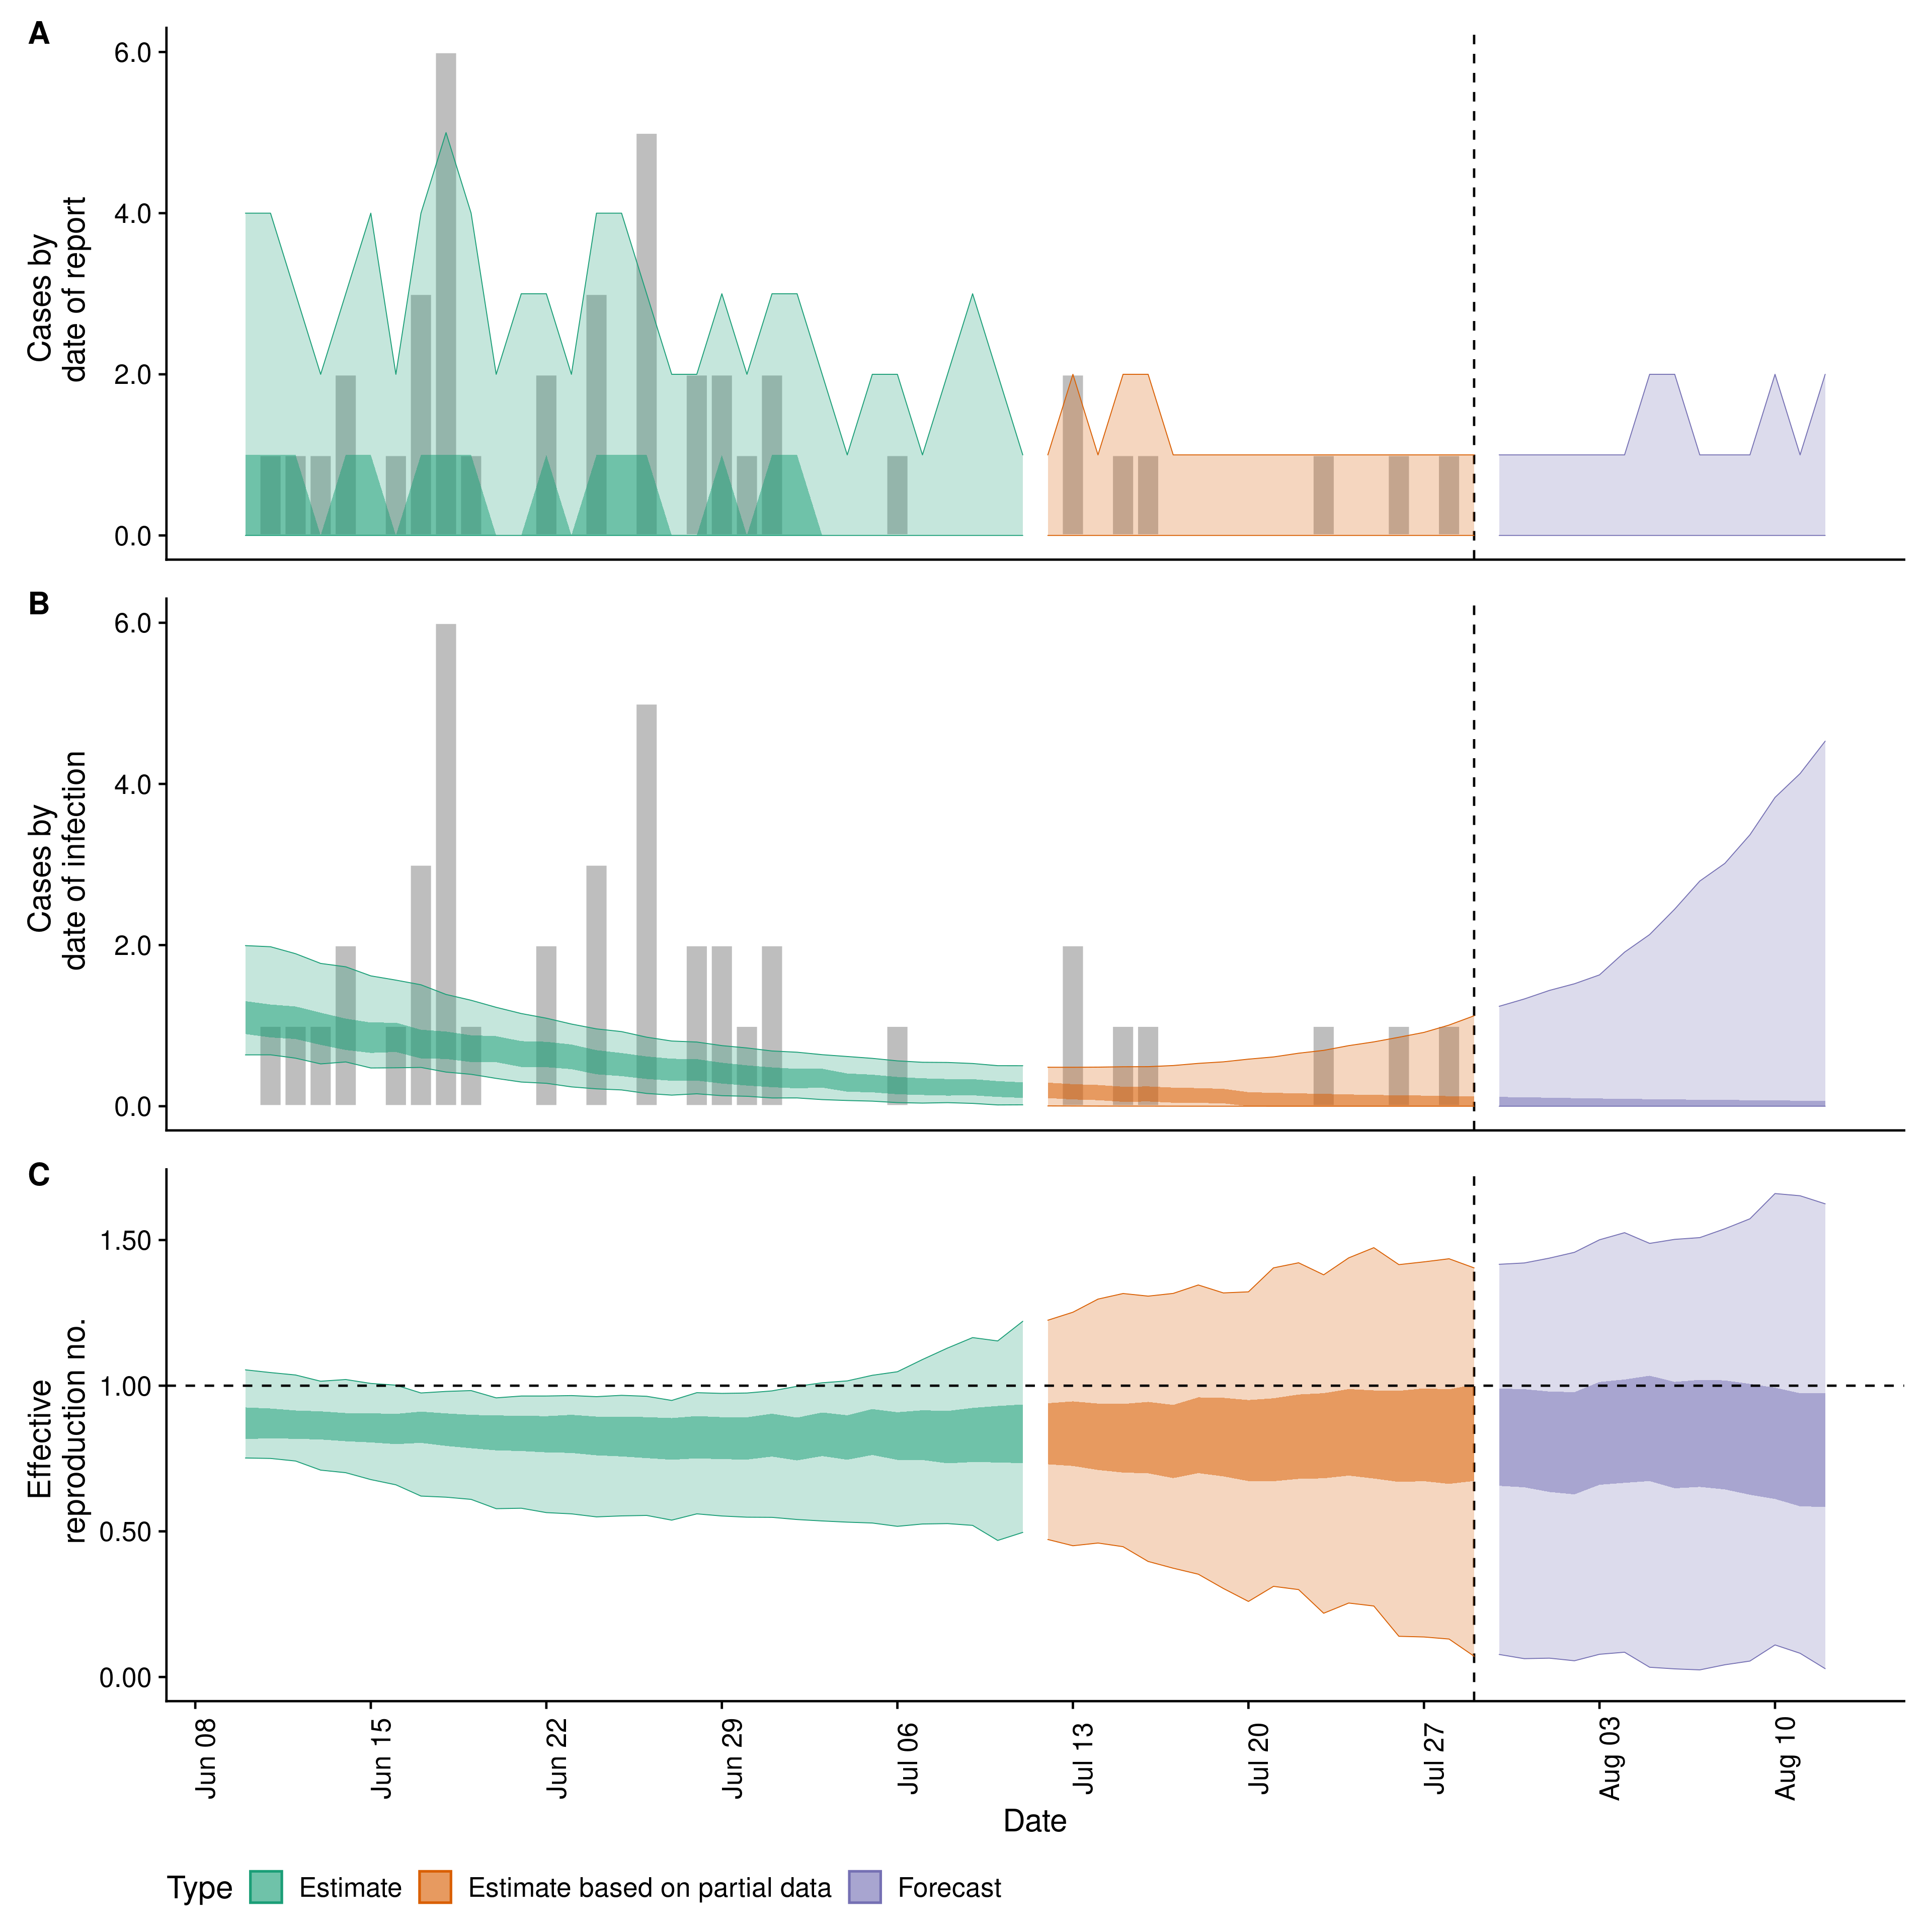 A
Cases by
date of report
6.0
4.0
2.0
0.0
B
Cases by
date of infection
6.0
4.0
2.0
0.0
C
Effective
reproduction no.
1.50
1.00
0.50
0.00
Jun 08
Jun 15
Jun 22
Jun 29
Jul 06
Jul 13
Jul 20
Jul 27
Aug 03
Aug 10
Date
Type Estimate Estimate based on partial data Forecast